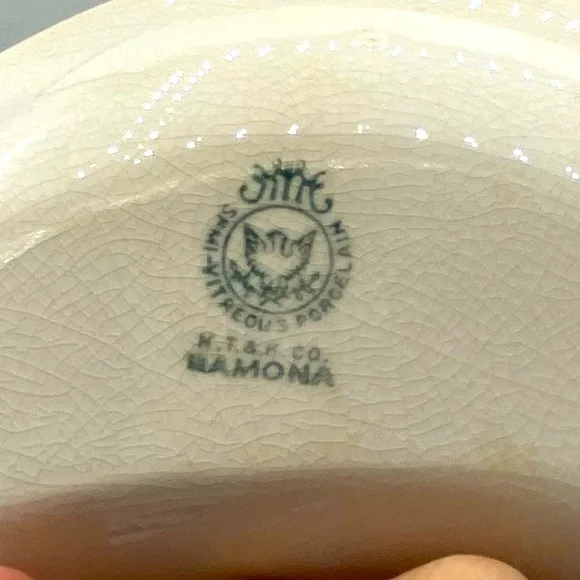 SEMI-VITREOUS PORCELAIN
K.T.& K. CO.
RAMONA